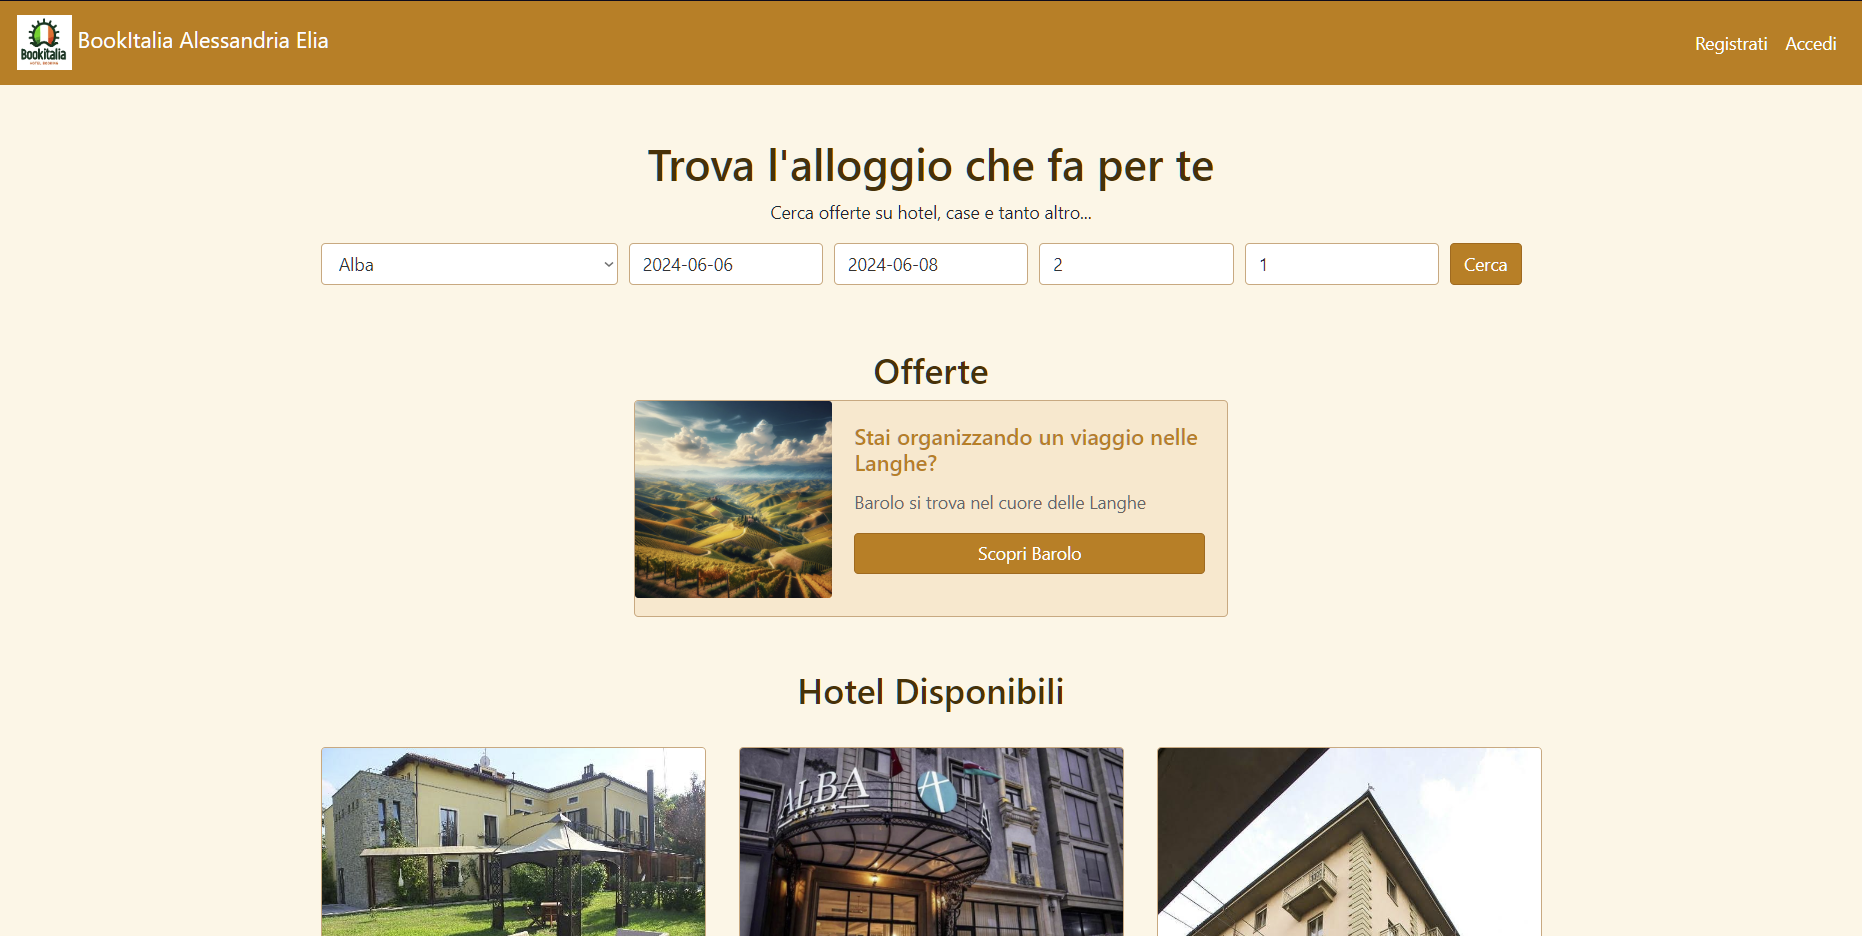 BookItalia
BookItalia Alessandria Elia
Registrati
Accedi
Trova l'alloggio che fa per te
Cerca offerte su hotel, case e tanto altro...
Alba
2024-06-06
2024-06-08
2
1
Cerca
Offerte
Stai organizzando un viaggio nelle
Langhe?
Barolo si trova nel cuore delle Langhe
Scopri Barolo
Hotel Disponibili
ALBA